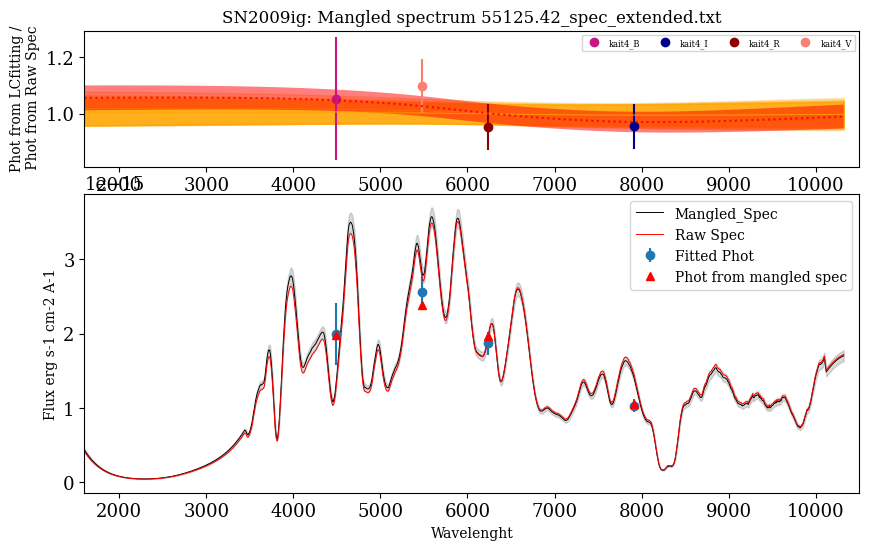 SN2009ig: Mangled spectrum 55125.42_spec_extended.txt
Phot from LCfitting /
Phot from Raw Spec
1.2
1.0
kait4_B
kait4_I
kait4_R
kait4_V
2000 3000 4000 5000 6000 7000 8000 9000 10000
1e−15
Flux erg s-1 cm-2 A-1
3
2
1
0
Mangled_Spec
Raw Spec
Fitted Phot
Phot from mangled spec
2000 3000 4000 5000 6000 7000 8000 9000 10000
Wavelenght